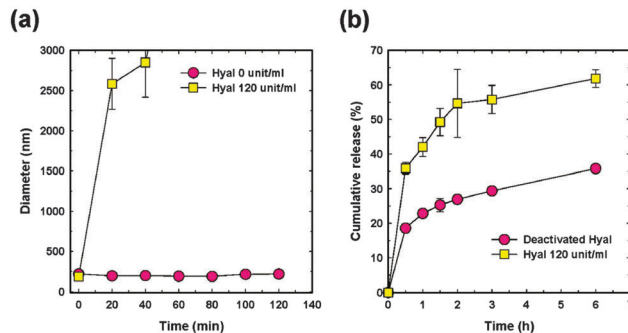 (a)
3000
2500
2000
1500
1000
500
250
0
Diameter (nm)
Hyal 0 unit/ml
Hyal 120 unit/ml
0 20 40 60 80 100 120 140
Time (min)
(b)
70
60
50
40
30
20
10
0
Cumulative release (%)
Deactivated Hyal
Hyal 120 unit/ml
0 1 2 3 4 5 6
Time (h)